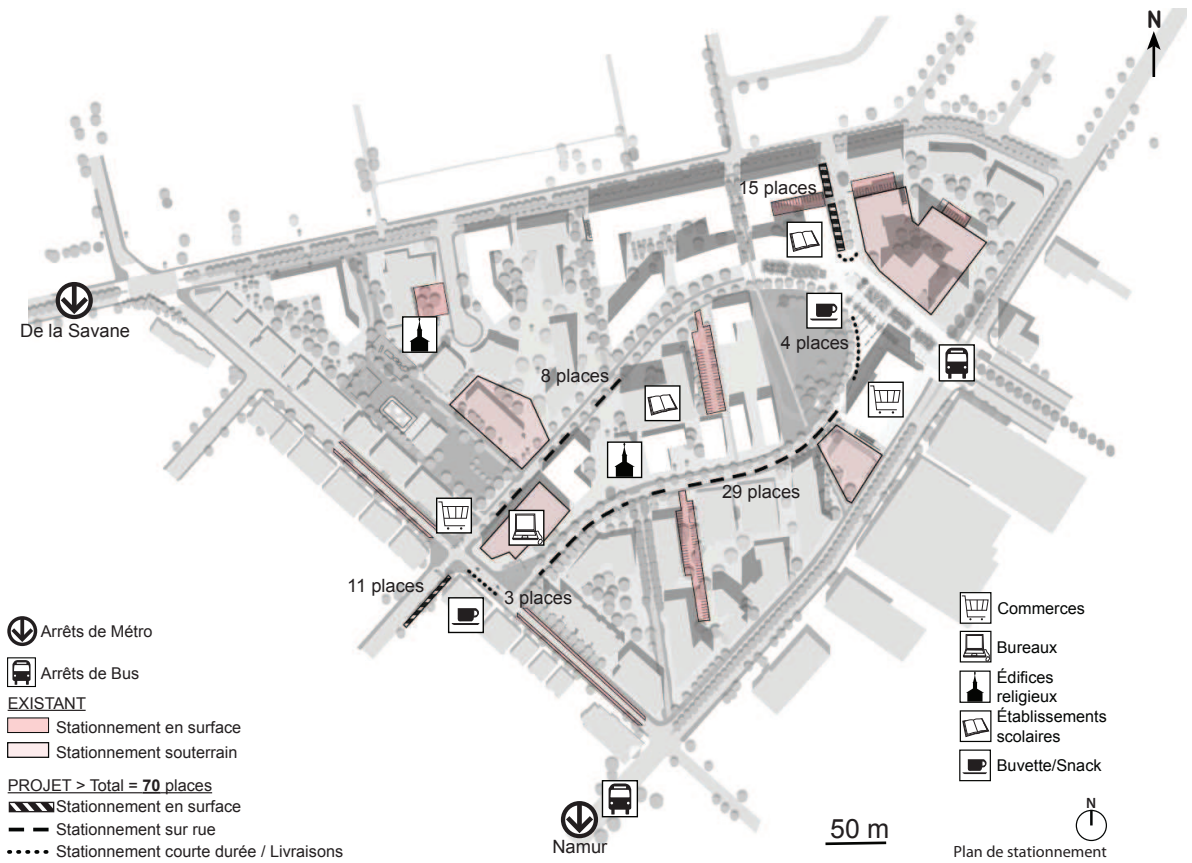 N
15 places
De la Savane
4 places
8 places
29 places
11 places
3 places
Arrêts de Métro
Arrêts de Bus
EXISTANT
Stationnement en surface
Stationnement souterrain
PROJET > Total = 70 places
Stationnement en surface
Stationnement sur rue
Stationnement courte durée / Livraisons
Namur
50 m
Commerces
Bureaux
Édifices
religieux
Établissements
scolaires
Buvette/Snack
N
Plan de stationnement